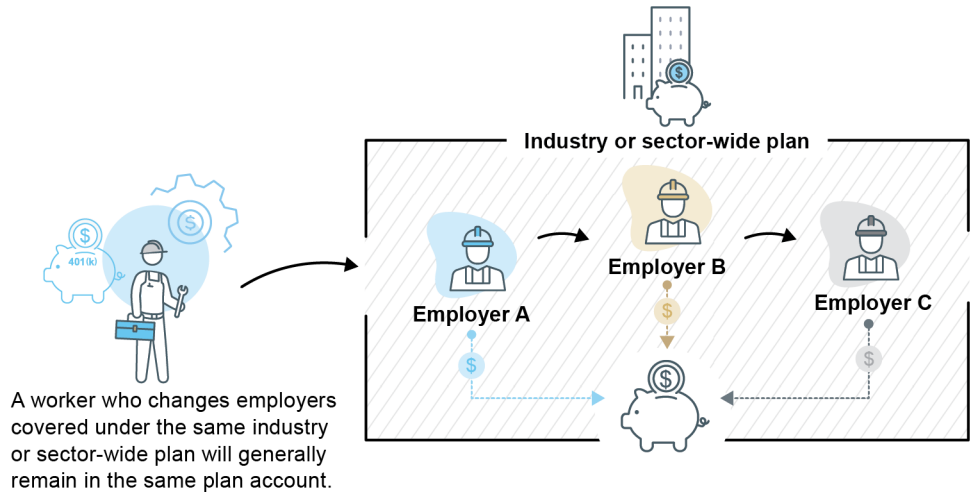 $
Industry or sector-wide plan
$
$
401(k)
Employer A
Employer B
Employer C
$
$
$
$
A worker who changes employers
covered under the same industry
or sector-wide plan will generally
remain in the same plan account.